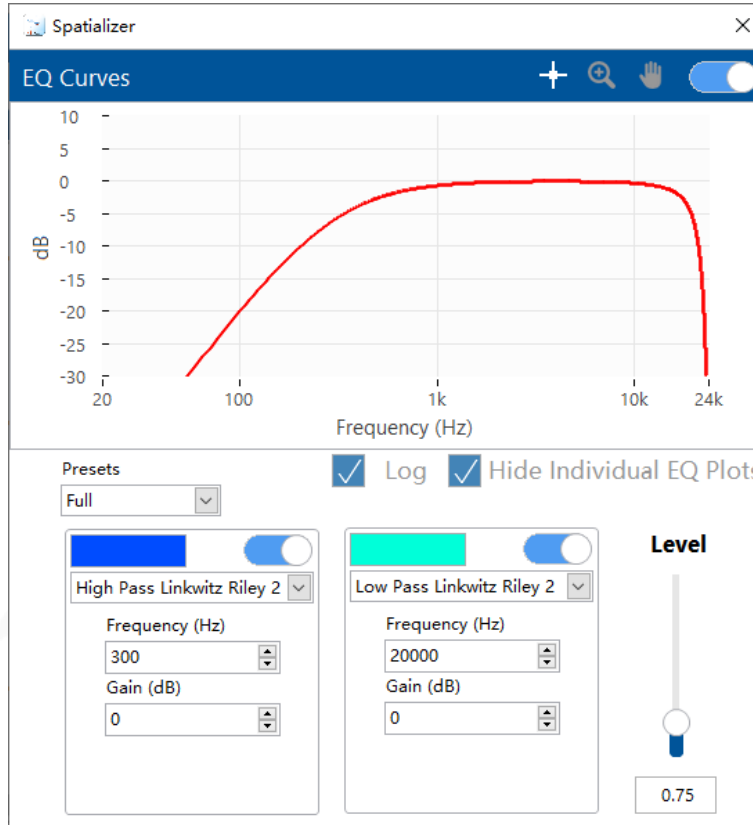 Spatializer
EQ Curves
10
5
0
-5
-10
-15
-20
-25
-30
dB
20 100 1k 10k 24k
Frequency (Hz)
Presets
Log Hide Individual EQ Plots
Full
Level
High Pass Linkwitz Riley 2 Low Pass Linkwitz Riley 2
Frequency (Hz) Frequency (Hz)
300 20000
Gain (dB) Gain (dB)
0 0
0.75